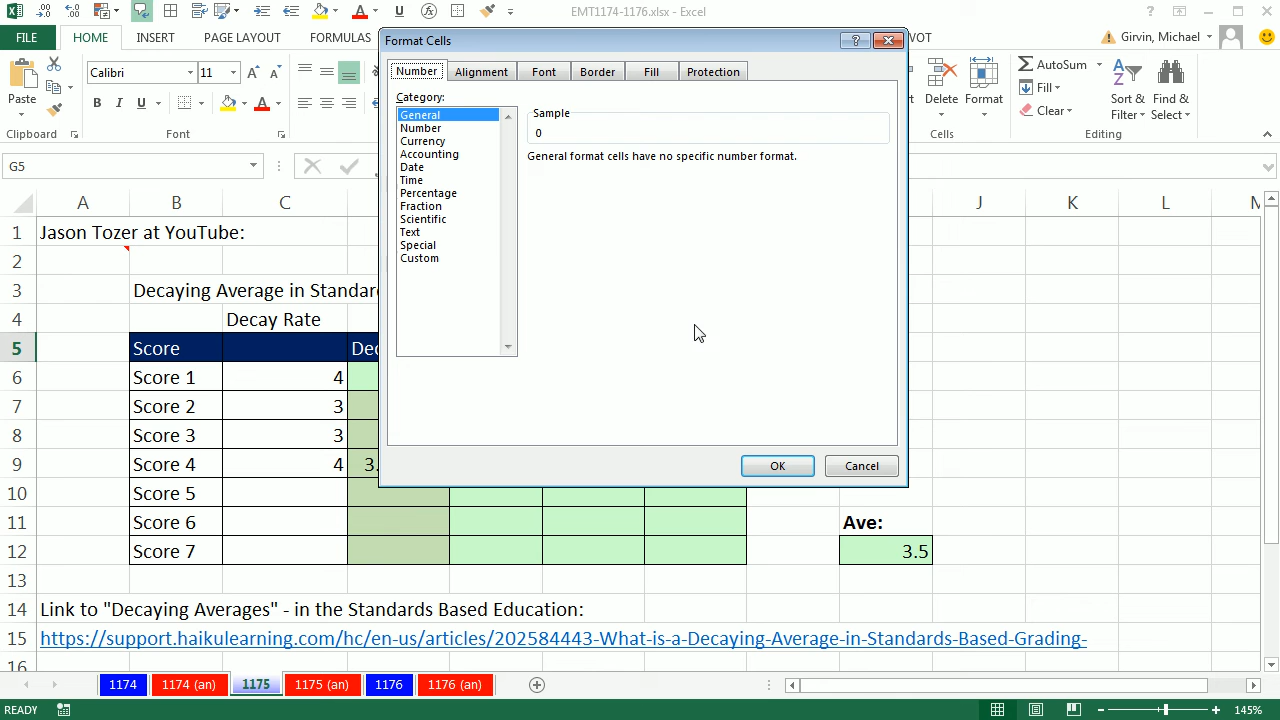 EMT1174-1176.xlsx - Excel
FILE
HOME
INSERT
PAGE LAYOUT
FORMULAS
Girvin, Michael
Paste
Clipboard
Calibri
11
B I U
Font
Delete
Format
Cells
AutoSum
Fill
Clear
Sort & Filter
Find & Select
Editing
Format Cells
Number
Alignment
Font
Border
Fill
Protection
Category:
General
Number
Currency
Accounting
Date
Time
Percentage
Fraction
Scientific
Text
Special
Custom
Sample
0
General format cells have no specific number format.
OK
Cancel
G5
A B C J K L M
1 Jason Tozer at YouTube:
2
3 Decaying Average in Standar
4 Decay Rate
5 Score Dec
6 Score 1 4
7 Score 2 3
8 Score 3 3
9 Score 4 4 3.
10 Score 5
11 Score 6 Ave:
12 Score 7 3.5
13
14 Link to "Decaying Averages" - in the Standards Based Education:
15 https://support.haikulearning.com/hc/en-us/articles/202584443-What-is-a-Decaying-Average-in-Standards-Based-Grading-
16
1174
1174 (an)
1175
1175 (an)
1176
1176 (an)
READY
145%